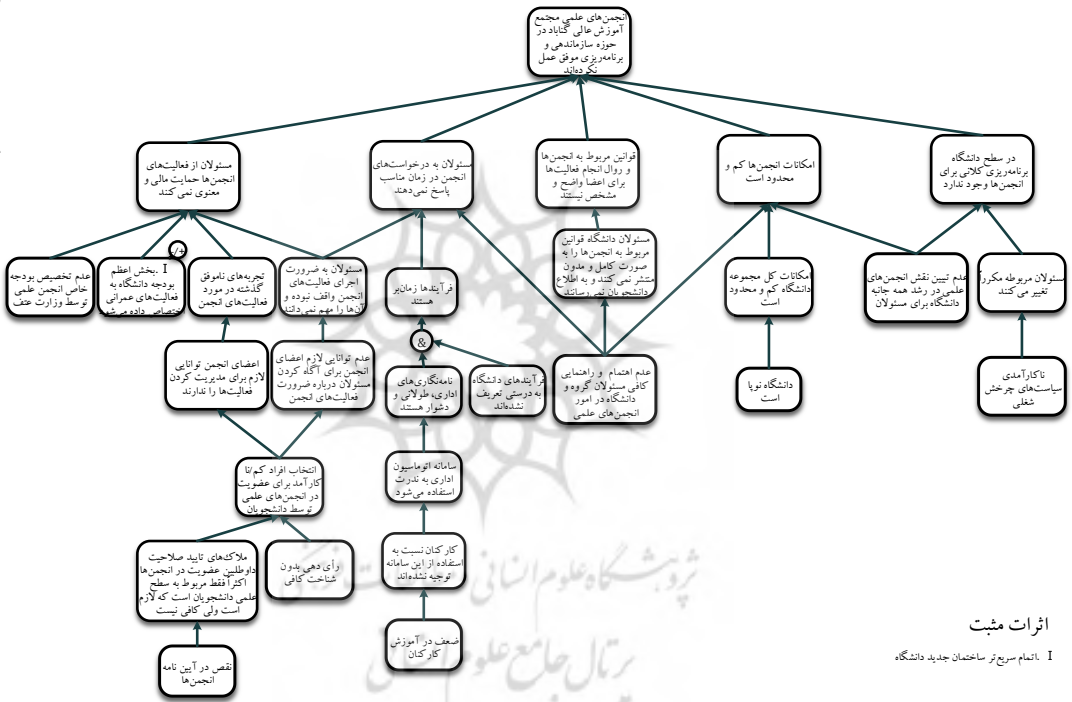 انجمن‌های علمی مجتمع
آموزش عالی گناباد در
حوزه سازماندهی و
برنامه‌ریزی موفق عمل
نکرده‌اند
در سطح دانشگاه
برنامه‌ریزی کلانی برای
انجمن‌ها وجود ندارد
امکانات انجمن‌ها کم و
محدود است
قوانین مربوط به انجمن‌ها
و روال انجام فعالیت‌ها
برای اعضا واضح و
مشخص نیستند
مسئولان به درخواست‌های
انجمن در زمان مناسب
پاسخ نمی‌دهند
مسئولان از فعالیت‌های
انجمن‌ها حمایت مالی و
معنوی نمی‌کنند
مسئولان مربوطه مکررا
تغییر می‌کنند
عدم تبیین نقش انجمن‌های
علمی در رشد همه جانبه
دانشگاه برای مسئولان
امکانات کل مجموعه
دانشگاه کم و محدود
است
مسئولان دانشگاه قوانین
مربوط به انجمن‌ها را به
صورت کامل و مدون
منتشر نمی‌کنند و به اطلاع
دانشجویان نمی‌رسانند
فرآیندها زمان‌بر
هستند
مسئولان به ضرورت
اجرای فعالیت‌های
انجمن واقف نبوده و
آن‌ها را مهم نمی‌دانند
تجربه‌های ناموفق
گذشته در مورد
فعالیت‌های انجمن
+/-
I .بخش اعظم
بودجه دانشگاه به
فعالیت‌های عمرانی
اختصاص داده می‌شود
عدم تخصیص بودجه
خاص انجمن علمی
توسط وزارت عتف
&
ناکارآمدی
سیاست‌های چرخش
شغلی
دانشگاه نوپا
است
عدم اهتمام و راهنمایی
کافی مسئولان گروه و
دانشگاه در امور
انجمن‌های علمی
فرآیندهای دانشگاه
به درستی تعریف
نشده‌اند
نامه‌نگاری‌های
اداری، طولانی و
دشوار هستند
عدم توانایی لازم اعضای
انجمن برای آگاه کردن
مسئولان درباره ضرورت
فعالیت‌های انجمن
اعضای انجمن توانایی
لازم برای مدیریت کردن
فعالیت‌ها را ندارند
سامانه اتوماسیون
اداری به ندرت
استفاده می‌شود
انتخاب افراد کم/نا
کارآمد برای عضویت
در انجمن‌های علمی
توسط دانشجویان
کارکنان نسبت به
استفاده از این سامانه
توجیه نشده‌اند
رأی دهی بدون
شناخت کافی
ملاک‌های تایید صلاحیت
داوطلبین عضویت در انجمن‌ها
اکثراً فقط مربوط به سطح
علمی دانشجویان است که لازم
است ولی کافی نیست
ضعف در آموزش
کارکنان
نقص در آیین نامه
انجمن‌ها
پژوهشگاه علوم انسانی و مطالعات فرهنگی
پرتال جامع علوم انسانی
اثرات مثبت
I .اتمام سریع‌تر ساختمان جدید دانشگاه